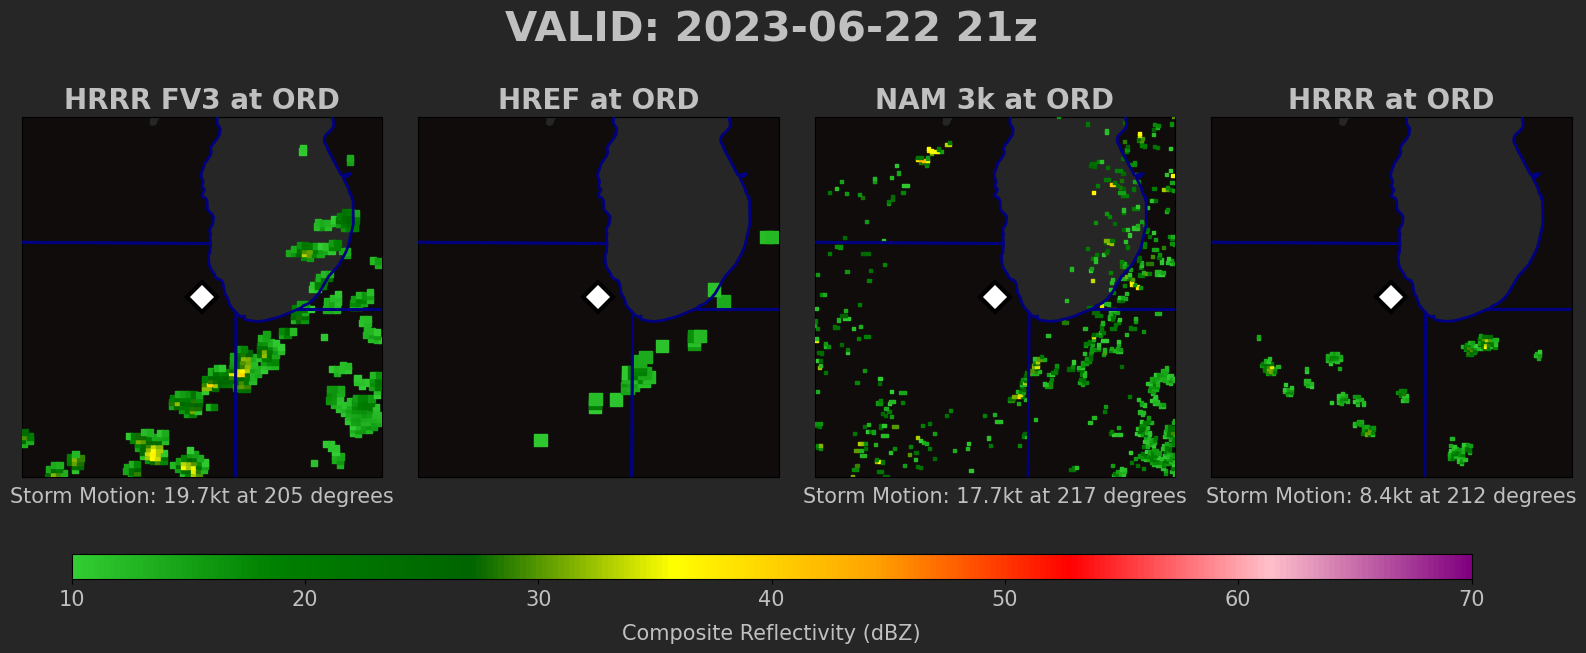 VALID: 2023-06-22 21z
HRRR FV3 at ORD
HREF at ORD
NAM 3k at ORD
HRRR at ORD
Storm Motion: 19.7kt at 205 degrees
Storm Motion: 17.7kt at 217 degrees
Storm Motion: 8.4kt at 212 degrees
10 20 30 40 50 60 70
Composite Reflectivity (dBZ)